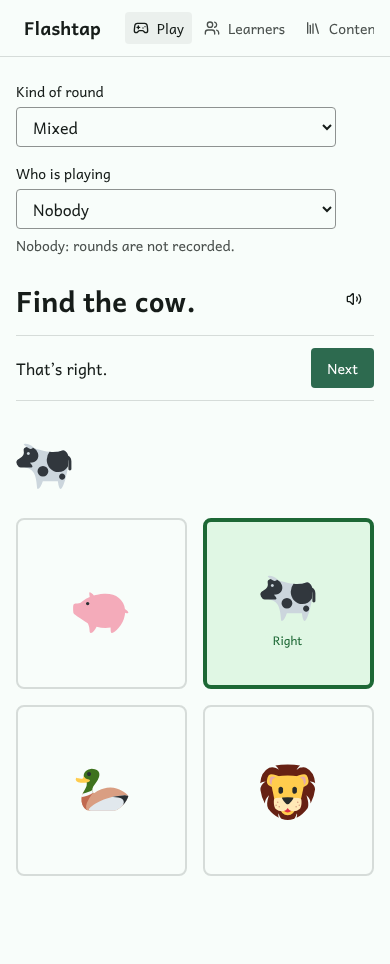 Flashtap Play Learners Conten
Kind of round
Mixed
Who is playing
Nobody
Nobody: rounds are not recorded.
Find the cow.
That's right. Next
Right